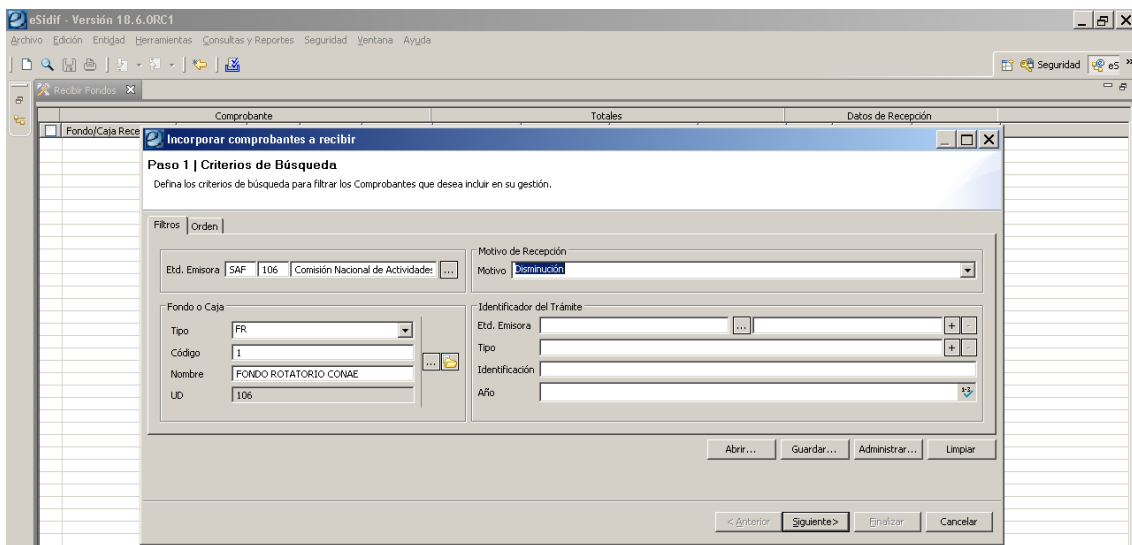 eSidif - Versión 18.6.0RC1
Archivo Edición Entidad Herramientas Consultas y Reportes Seguridad Ventana Ayuda
Seguridad eS »
Recibir Fondos
Comprobante Totales Datos de Recepción
Fondo/Caja Rece
Incorporar comprobantes a recibir
Paso 1 | Criterios de Búsqueda
Defina los criterios de búsqueda para filtrar los Comprobantes que desea incluir en su gestión.
Filtros Orden
Etd. Emisora SAF 106 Comisión Nacional de Actividades ...
Motivo de Recepción
Motivo Disminución
Fondo o Caja
Tipo FR
Código 1
Nombre FONDO ROTATORIO CONAE
UD 106
...
Identificador del Trámite
Etd. Emisora ... + -
Tipo + -
Identificación
Año 1-3
Abrir... Guardar... Administrar... Limpiar
< Anterior Siguiente> Finalizar Cancelar